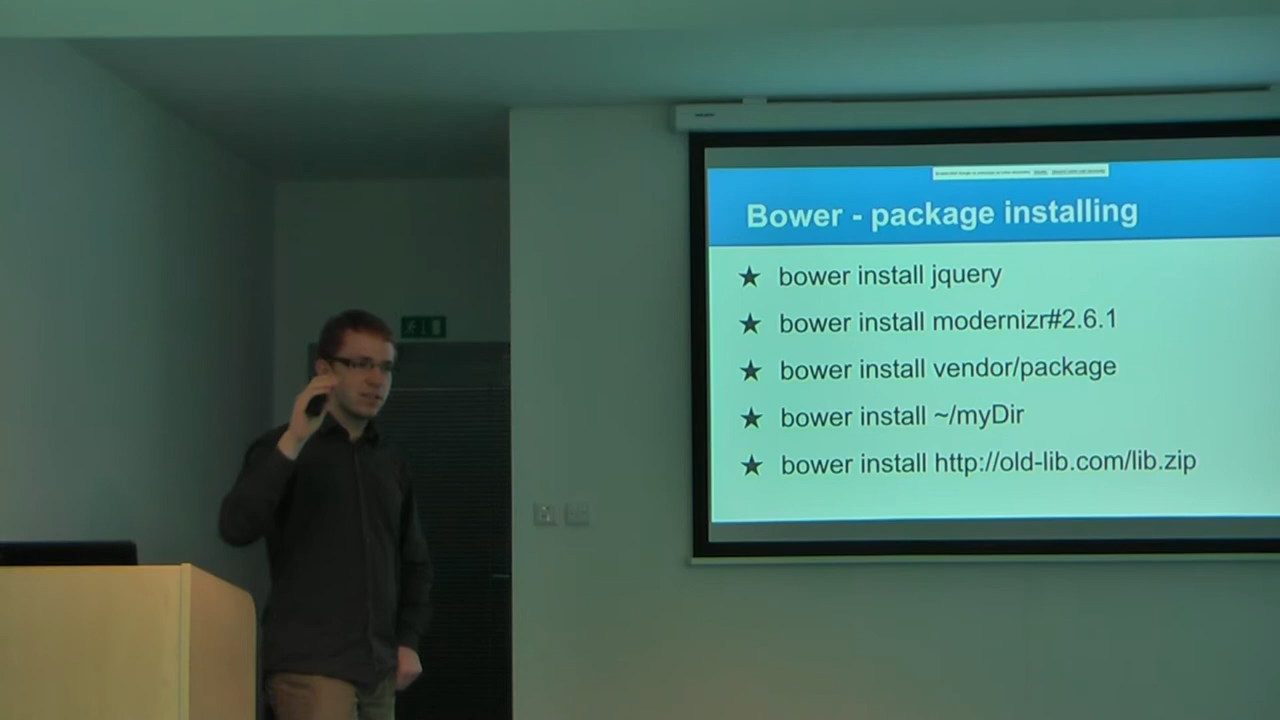 Bower - package installing
★ bower install jquery
★ bower install modernizr#2.6.1
★ bower install vendor/package
★ bower install ~/myDir
★ bower install http://old-lib.com/lib.zip